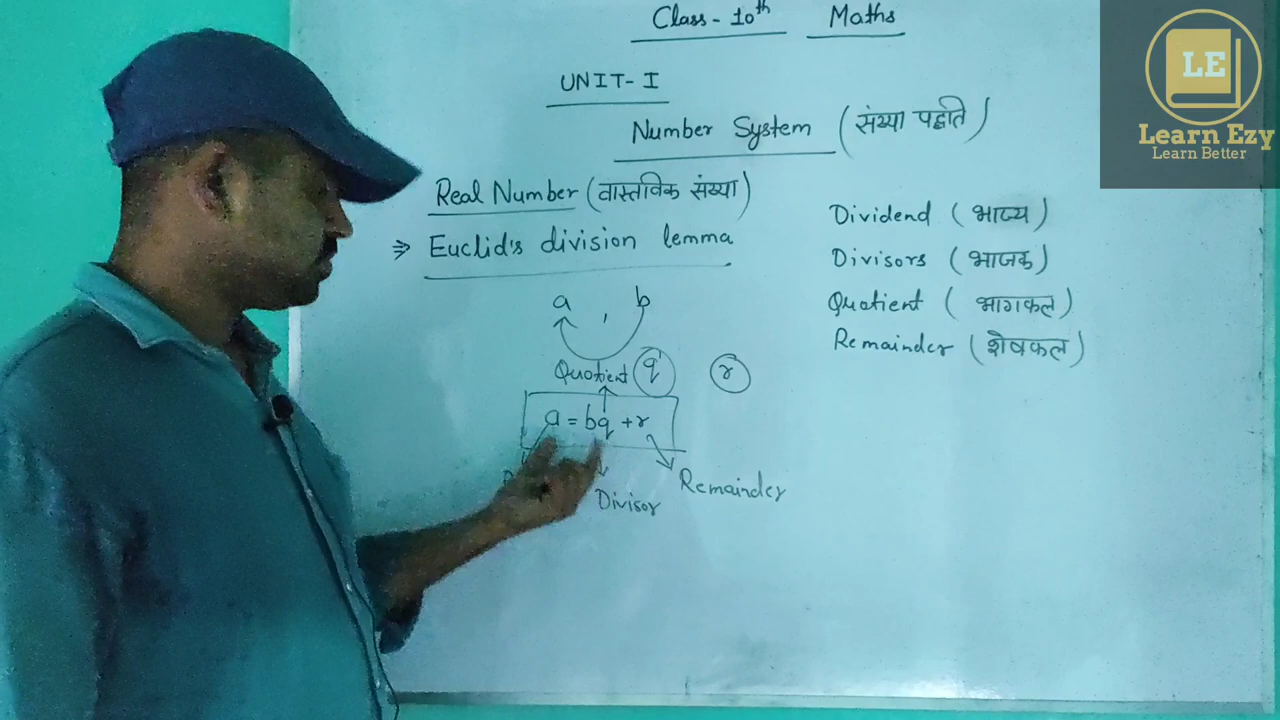 Class - 10th Maths
UNIT - I
Number System (संख्या पद्धति)
Real Number (वास्तविक संख्या)
⇒ Euclid's division lemma
a , b
Quotient q r
a = bq + r
Divisor
Remainder
Dividend (भाज्य)
Divisors (भाजक)
Quotient (भागफल)
Remainder (शेषफल)
LE
Learn Ezy
Learn Better